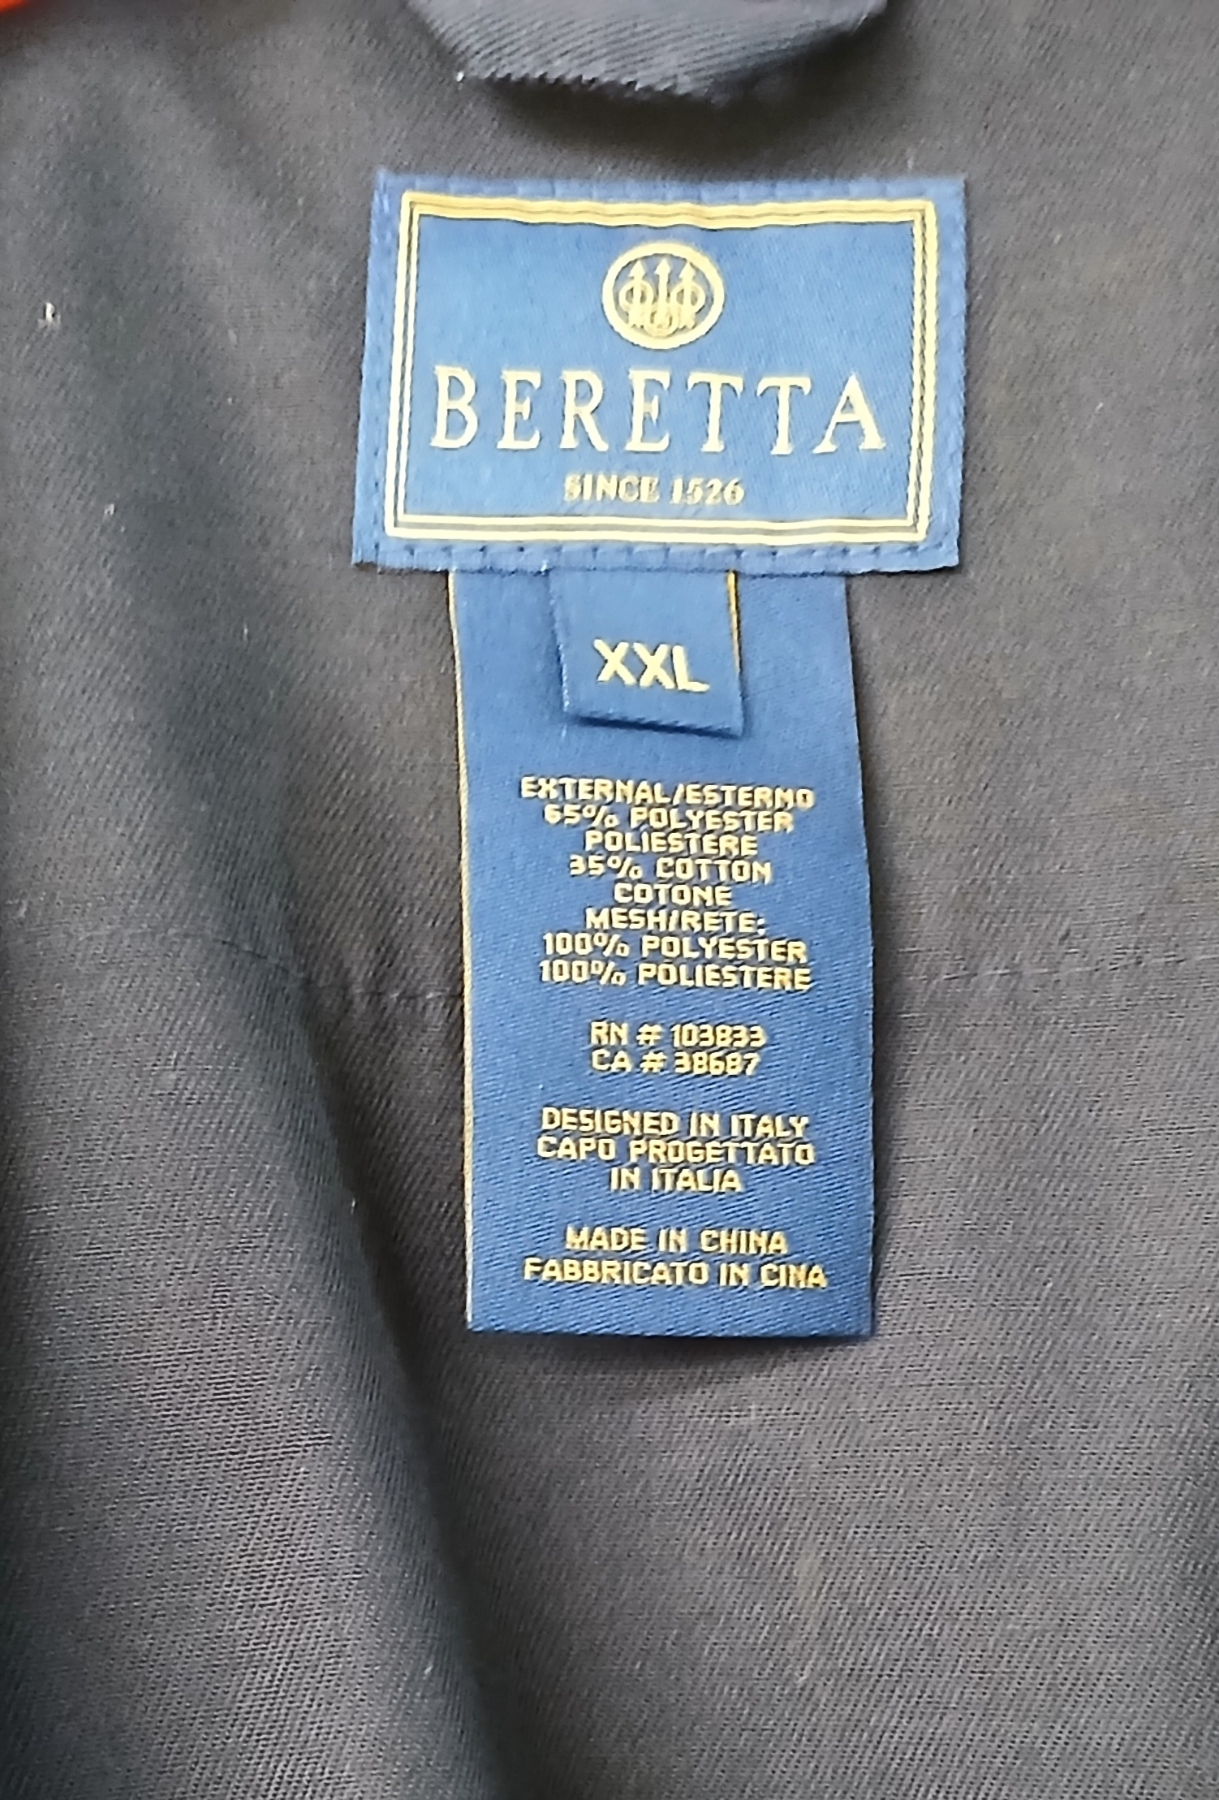 BERETTA
SINCE 1526
XXL
EXTERNAL/ESTERNO
65% POLYESTER
POLIESTERE
35% COTTON
COTONE
MESH/RETE:
100% POLYESTER
100% POLIESTERE
RN # 103833
CA # 38687
DESIGNED IN ITALY
CAPO PROGETTATO
IN ITALIA
MADE IN CHINA
FABBRICATO IN CINA